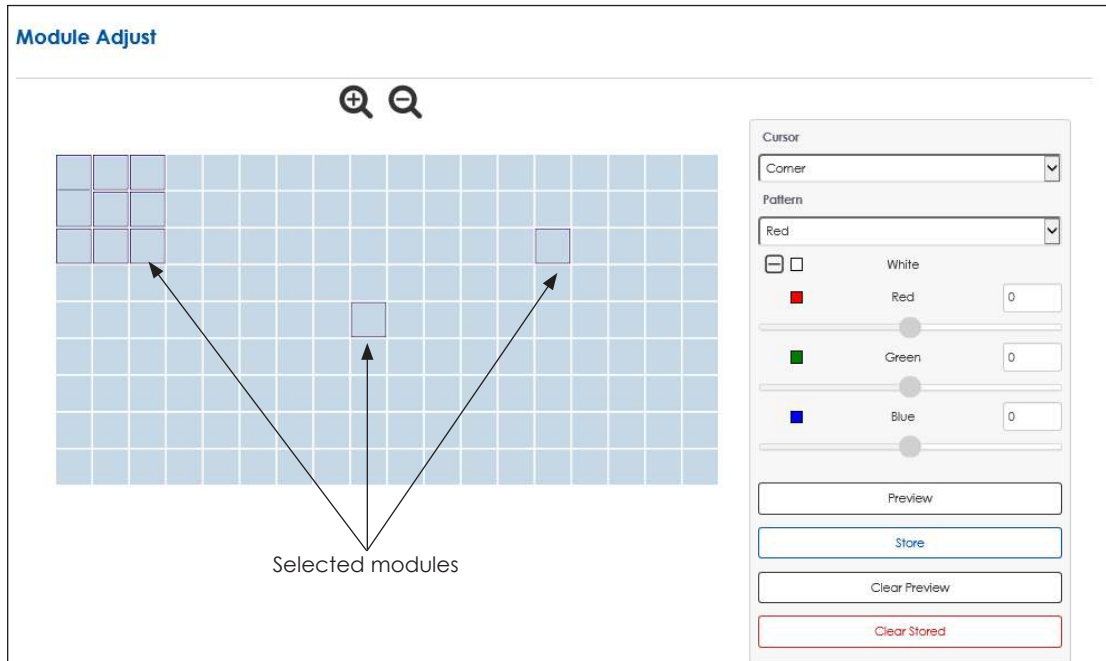 Module Adjust
Cursor
Corner
Pattern
Red
White
Red 0
Green 0
Blue 0
Preview
Store
Clear Preview
Clear Stored
Selected modules